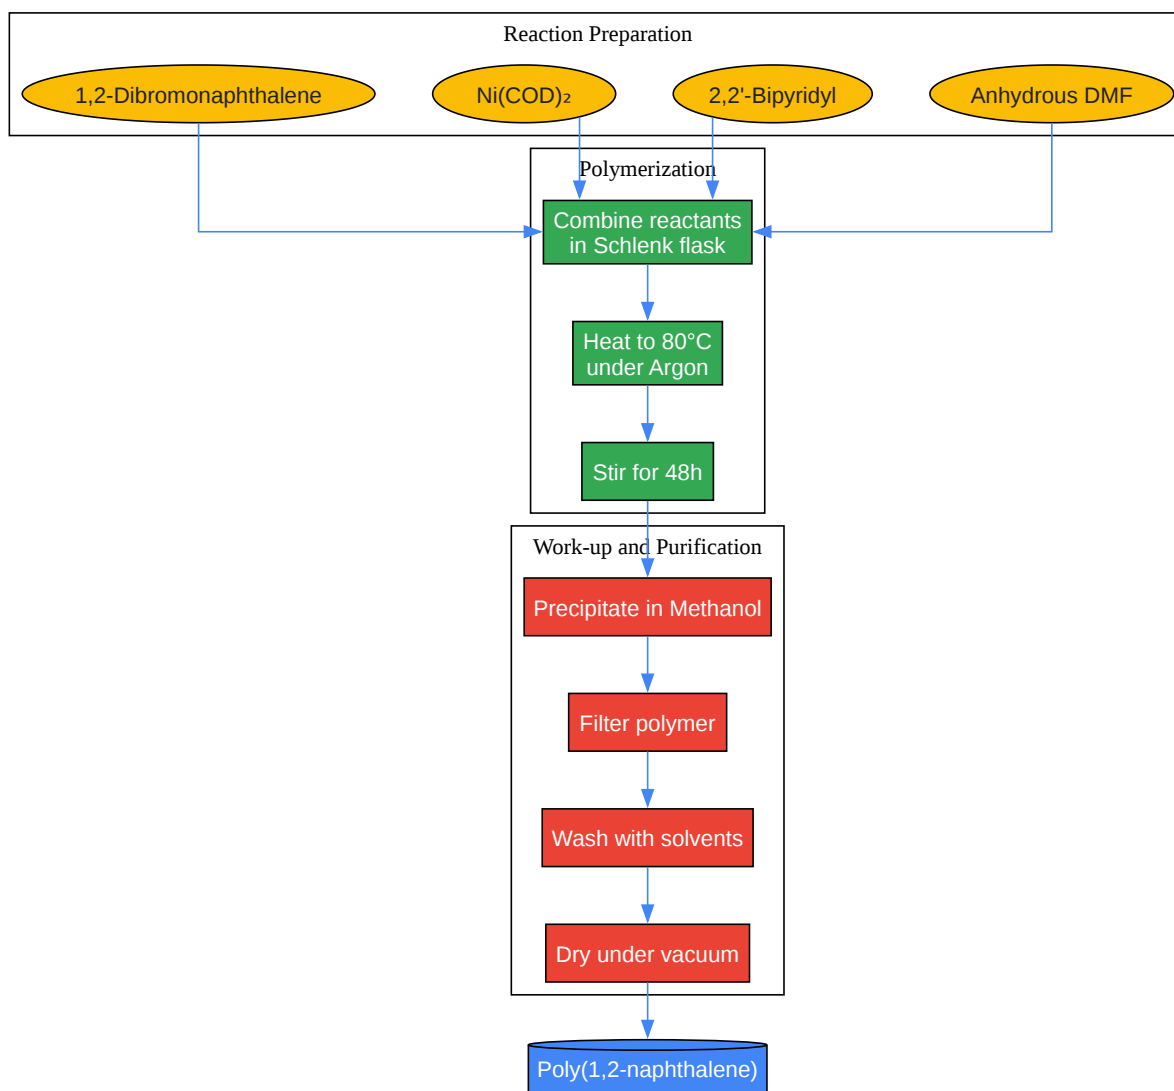 Reaction Preparation
1,2-Dibromonaphthalene
Ni(COD)₂
2,2'-Bipyridyl
Anhydrous DMF
Polymerization
Combine reactants
in Schlenk flask
Heat to 80°C
under Argon
Stir for 48h
Work-up and Purification
Precipitate in Methanol
Filter polymer
Wash with solvents
Dry under vacuum
Poly(1,2-naphthalene)